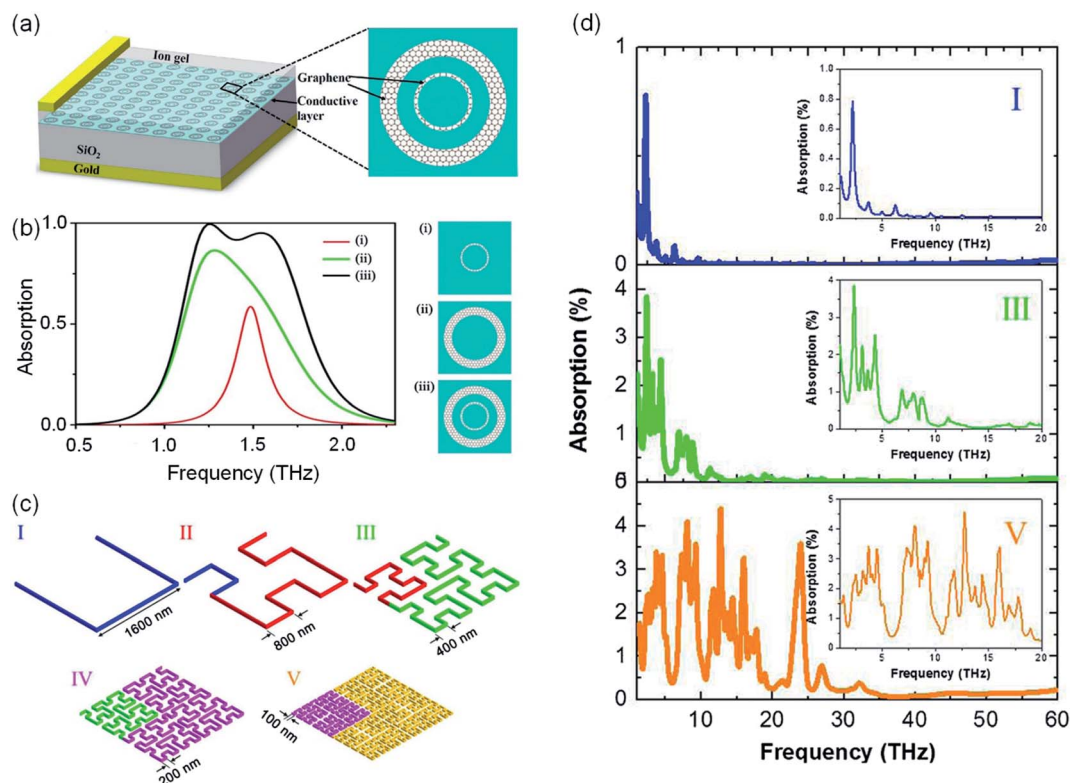 (a)
Ion gel
Graphene
Conductive
layer
SiO2
Gold
(b)
1.0
0.5
0.0
Absorption
0.5
1.0
1.5
2.0
Frequency (THz)
(i)
(ii)
(iii)
(i)
(ii)
(iii)
(c)
I
II
III
1600 nm
800 nm
400 nm
IV
V
200 nm
100 nm
(d)
Absorption (%)
1
0
I
Absorption (%)
1.0
0.8
0.6
0.4
0.2
0.0
5
10
15
20
Frequency (THz)
4
3
2
1
0
III
Absorption (%)
4
3
2
1
0
5
10
15
20
Frequency (THz)
5
4
3
2
1
0
V
Absorption (%)
5
4
3
2
1
0
5
10
15
20
Frequency (THz)
10
20
30
40
50
60
Frequency (THz)